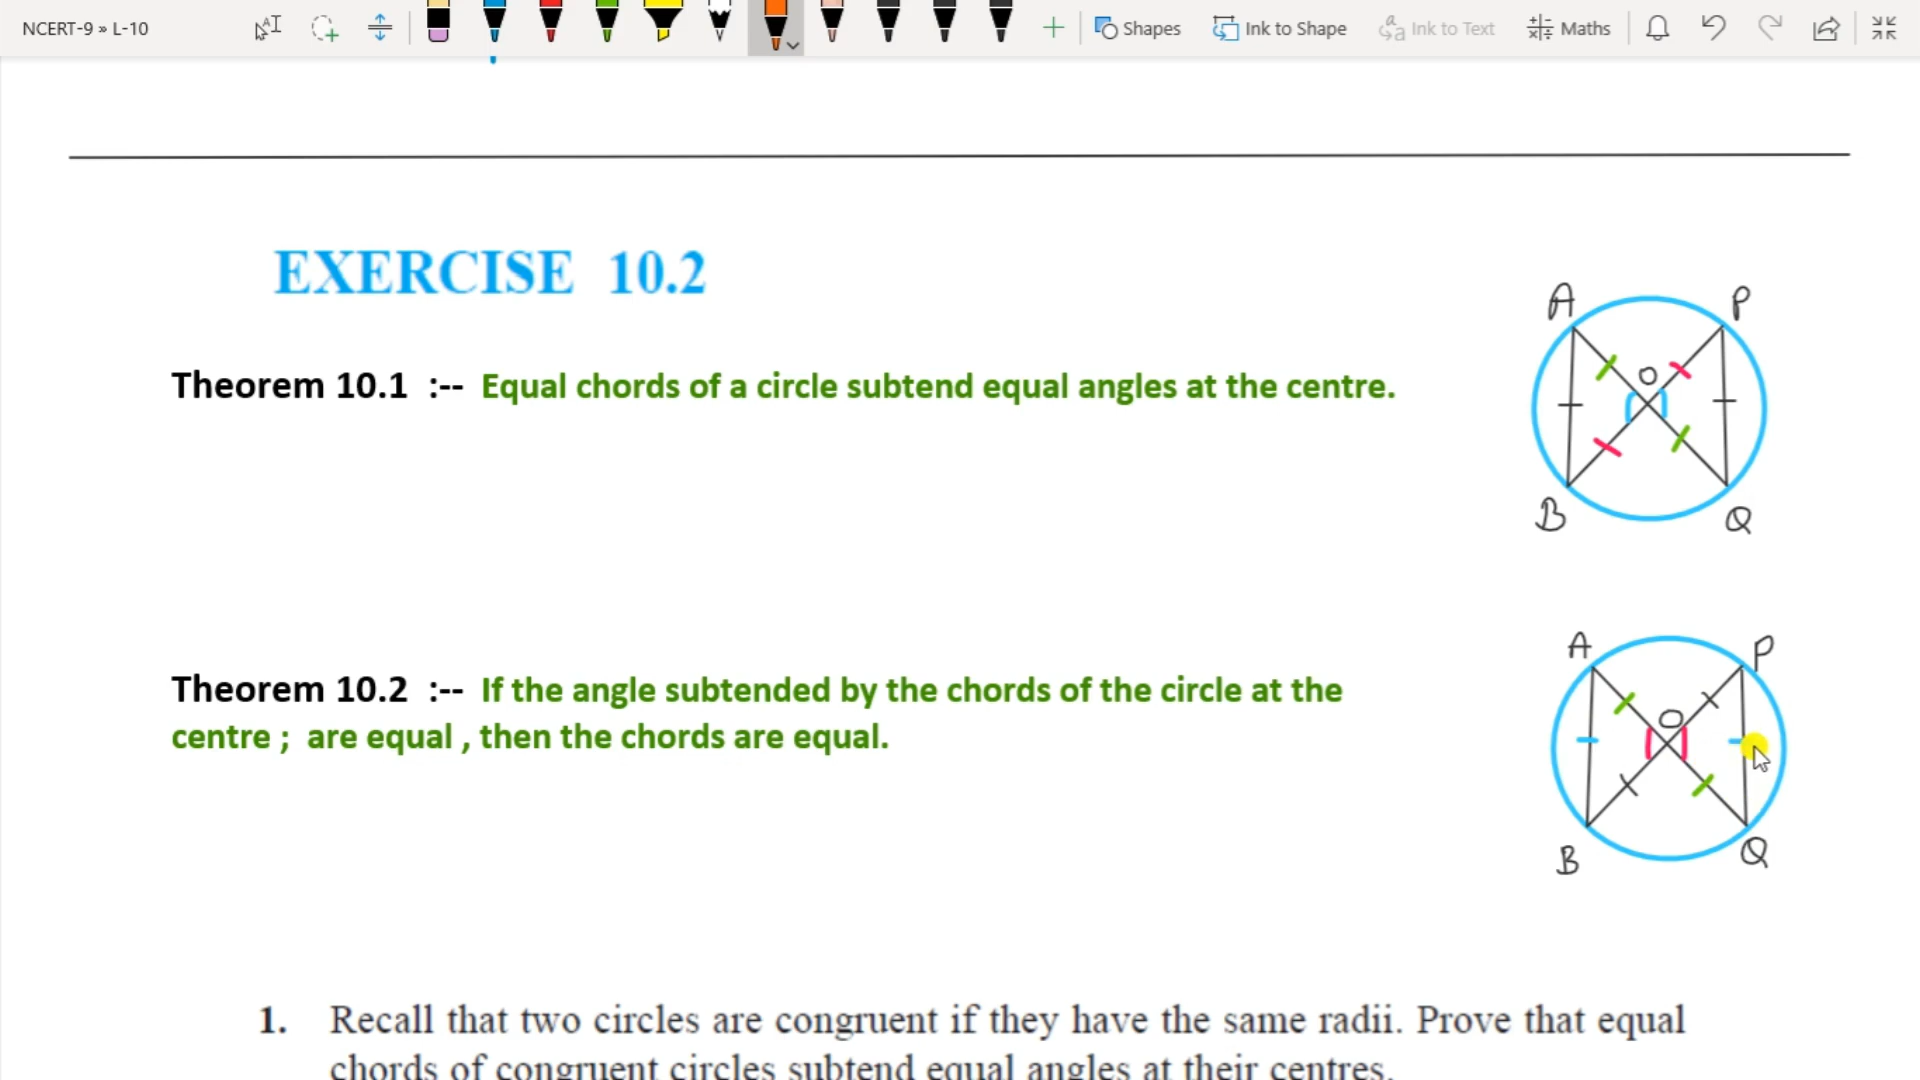 NCERT-9 » L-10
Shapes
Ink to Shape
Ink to Text
Maths
EXERCISE 10.2
Theorem 10.1 :-- Equal chords of a circle subtend equal angles at the centre.
A P
O
B Q
Theorem 10.2 :-- If the angle subtended by the chords of the circle at the
centre ; are equal , then the chords are equal.
A P
O
B Q
1. Recall that two circles are congruent if they have the same radii. Prove that equal
chords of congruent circles subtend equal angles at their centres.